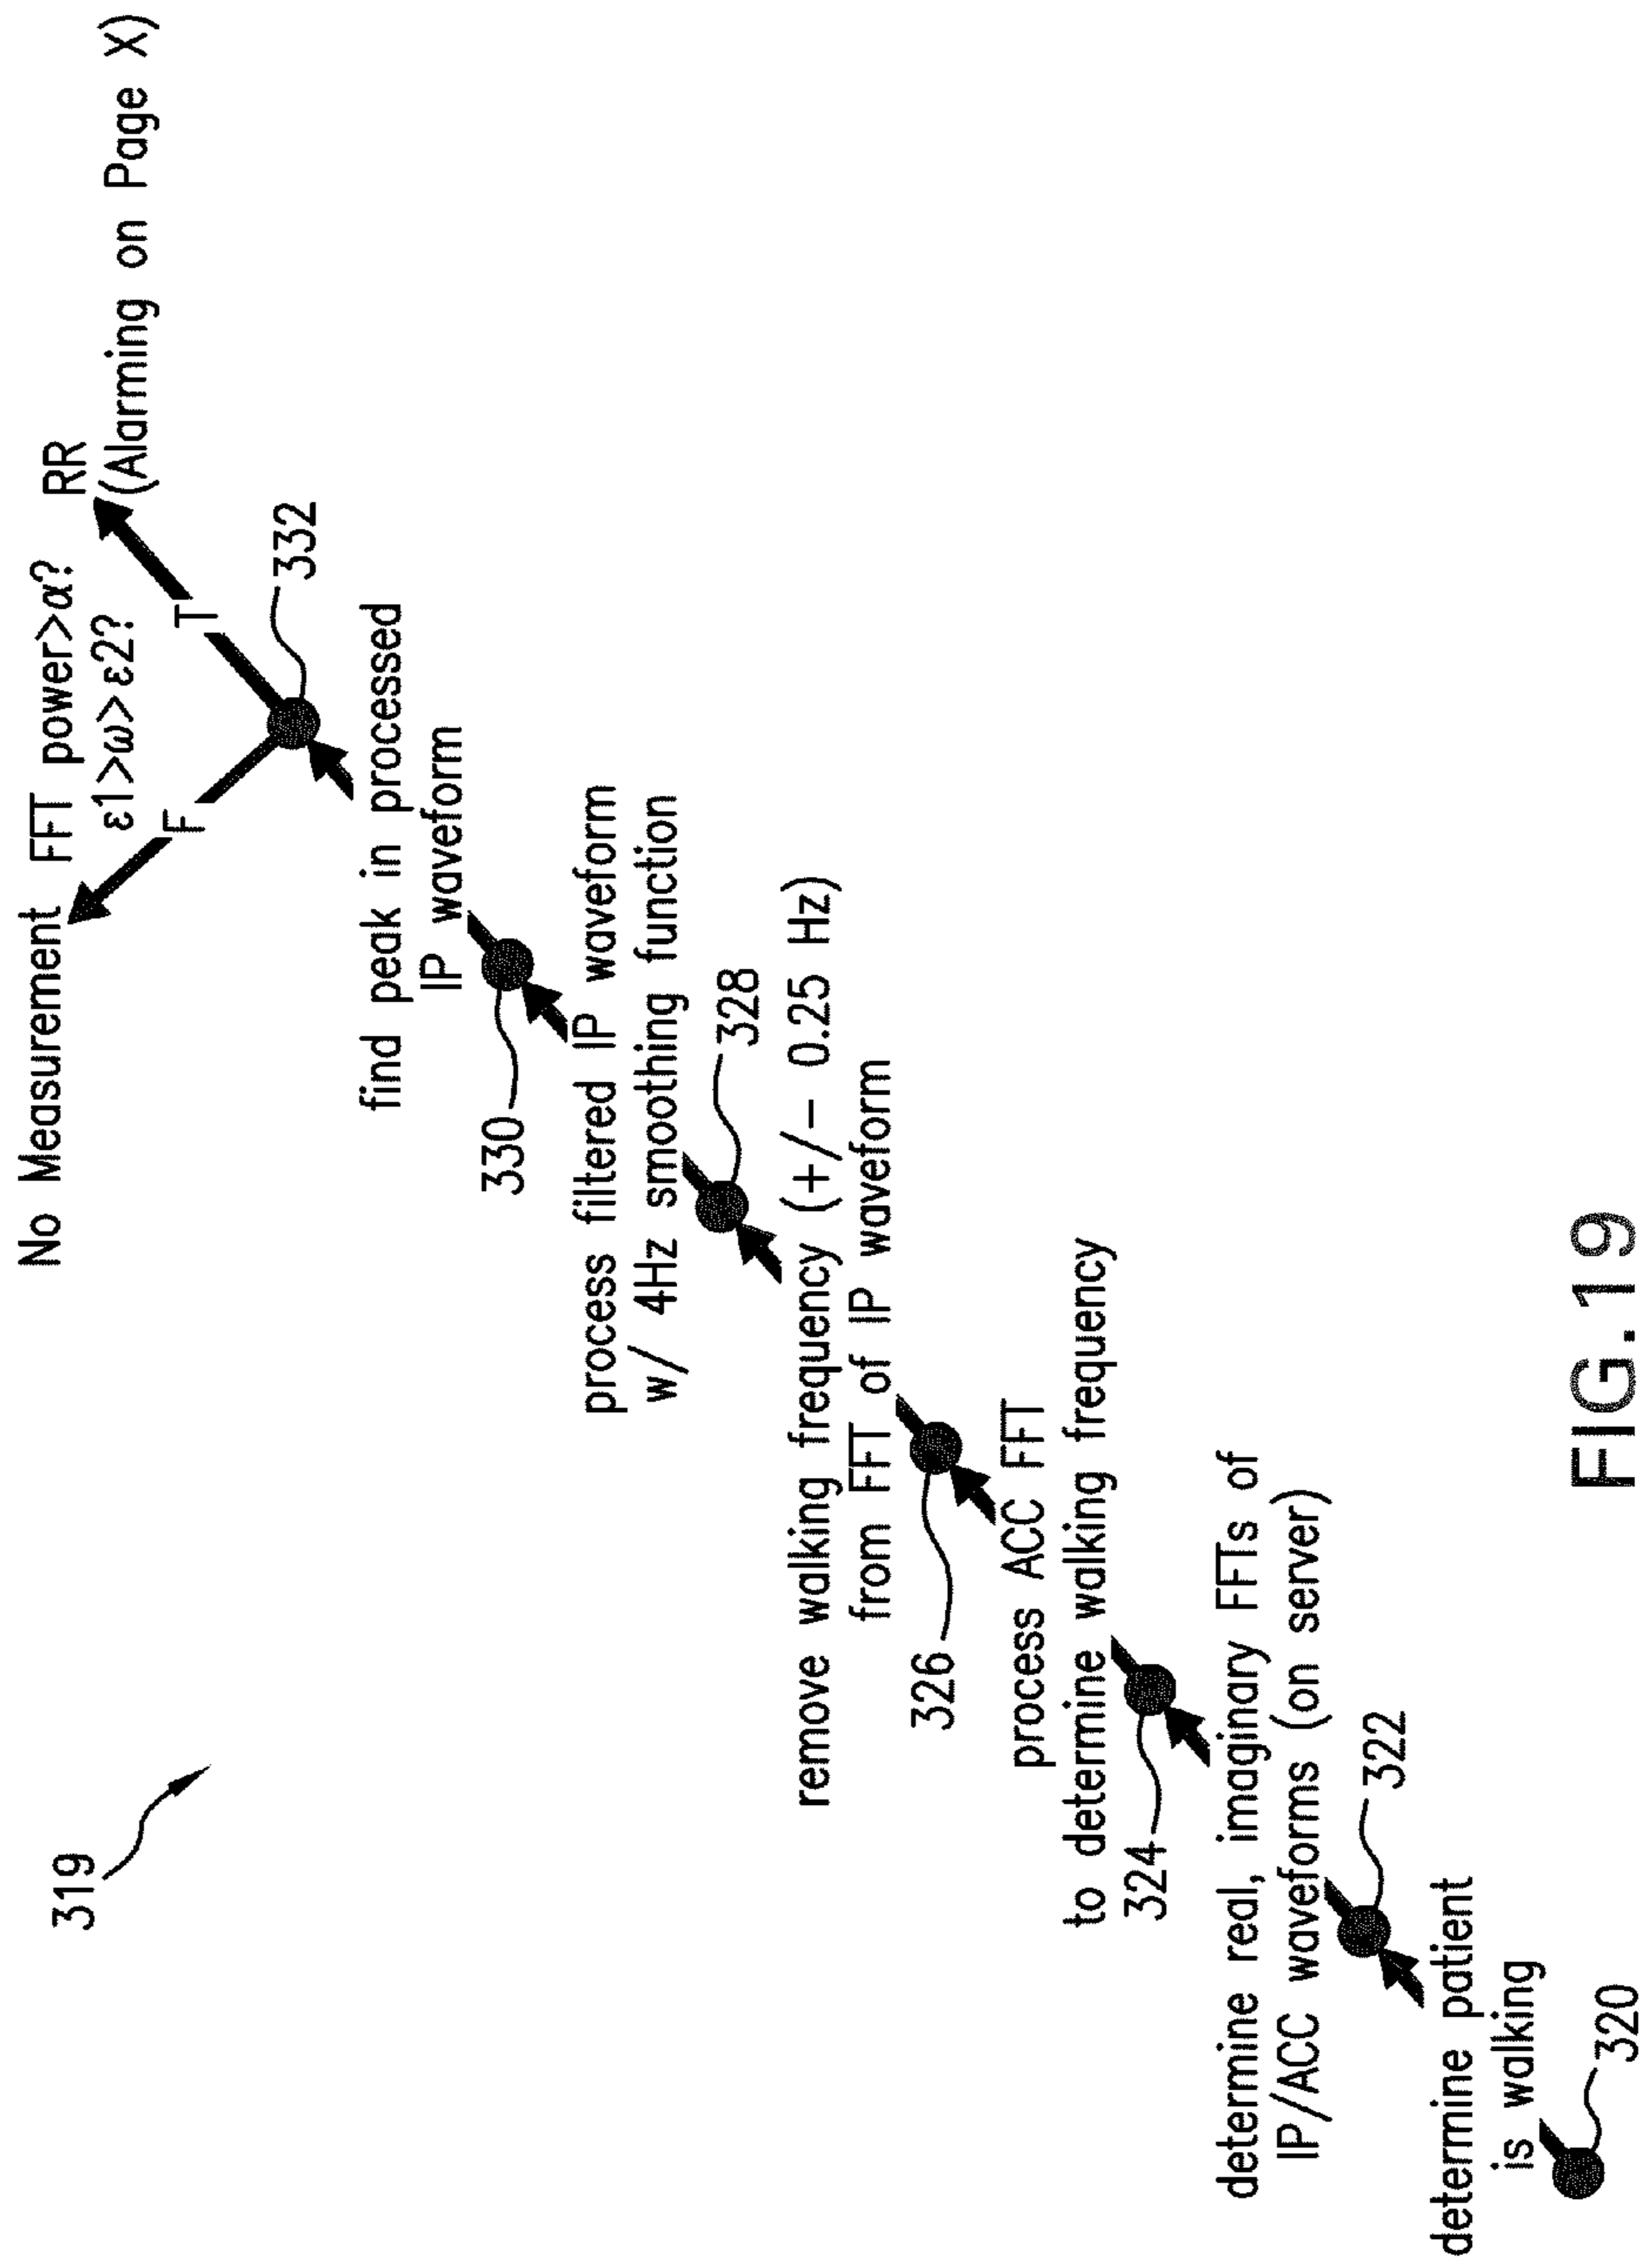 319
No Measurement
FFT power>α?
ε1>ω>ε2?
RR
(Alarming on Page X)
F
T
332
find peak in processed
IP waveform
330
process filtered IP waveform
w/ 4Hz smoothing function
328
remove walking frequency (+/- 0.25 Hz)
from FFT of IP waveform
326
process ACC FFT
to determine walking frequency
324
determine real, imaginary FFTs of
IP/ACC waveforms (on server)
322
determine patient
is walking
320
FIG.19